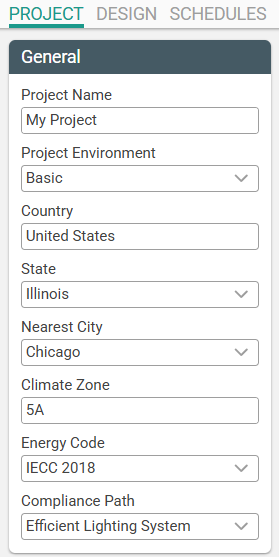 PROJECT DESIGN SCHEDULES
General
Project Name
My Project
Project Environment
Basic
Country
United States
State
Illinois
Nearest City
Chicago
Climate Zone
5A
Energy Code
IECC 2018
Compliance Path
Efficient Lighting System